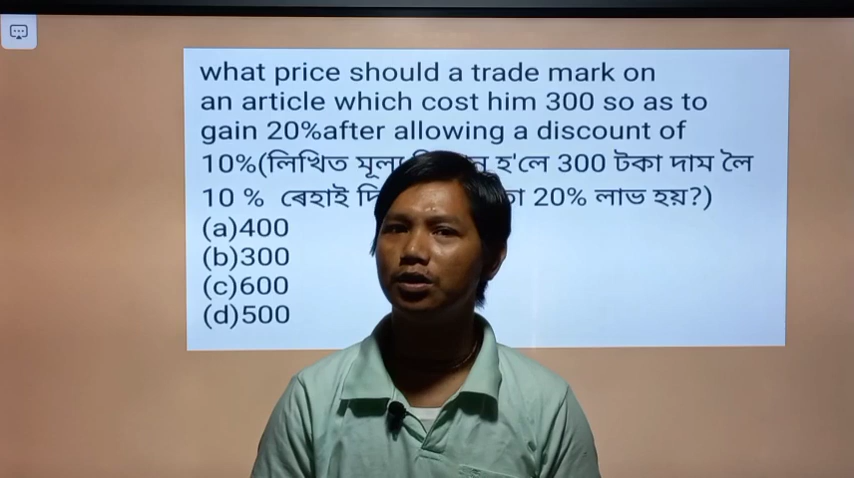 what price should a trade mark on
an article which cost him 300 so as to
gain 20%after allowing a discount of
10%(লিখিত মূল্য হ'লে 300 টকা দাম লৈ
10 % ৰেহাই 20% লাভ হয়?)
(a)400
(b)300
(c)600
(d)500